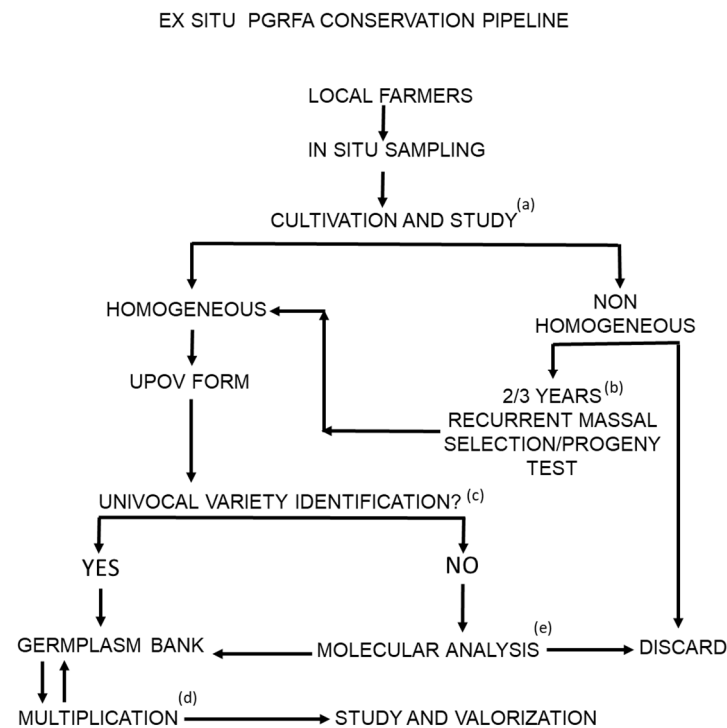 EX SITU PGRFA CONSERVATION PIPELINE
LOCAL FARMERS
IN SITU SAMPLING
CULTIVATION AND STUDY(a)
HOMOGENEOUS
NON
HOMOGENEOUS
UPOV FORM
2/3 YEARS(b)
RECURRENT MASSAL
SELECTION/PROGENY
TEST
UNIVOCAL VARIETY IDENTIFICATION? (c)
YES
NO
GERMPLASM BANK
MOLECULAR ANALYSIS(e)
DISCARD
MULTIPLICATION(d)
STUDY AND VALORIZATION